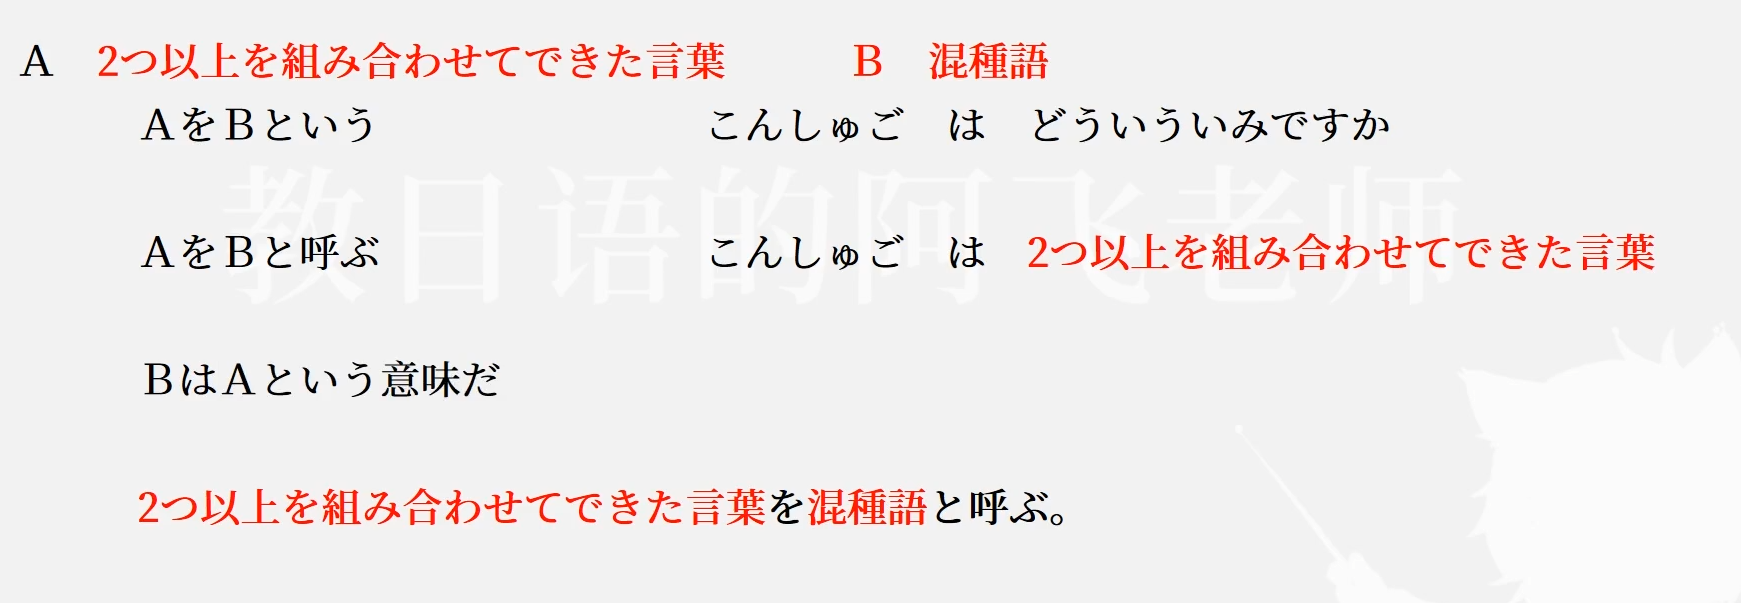 A　2つ以上を組み合わせてできた言葉　　　B　混種語
ＡをＢという　　　こんしゅご　は　どういういみですか
教日语的阿飞老师
ＡをＢと呼ぶ　　　こんしゅご　は　2つ以上を組み合わせてできた言葉
ＢはＡという意味だ
2つ以上を組み合わせてできた言葉を混種語と呼ぶ。